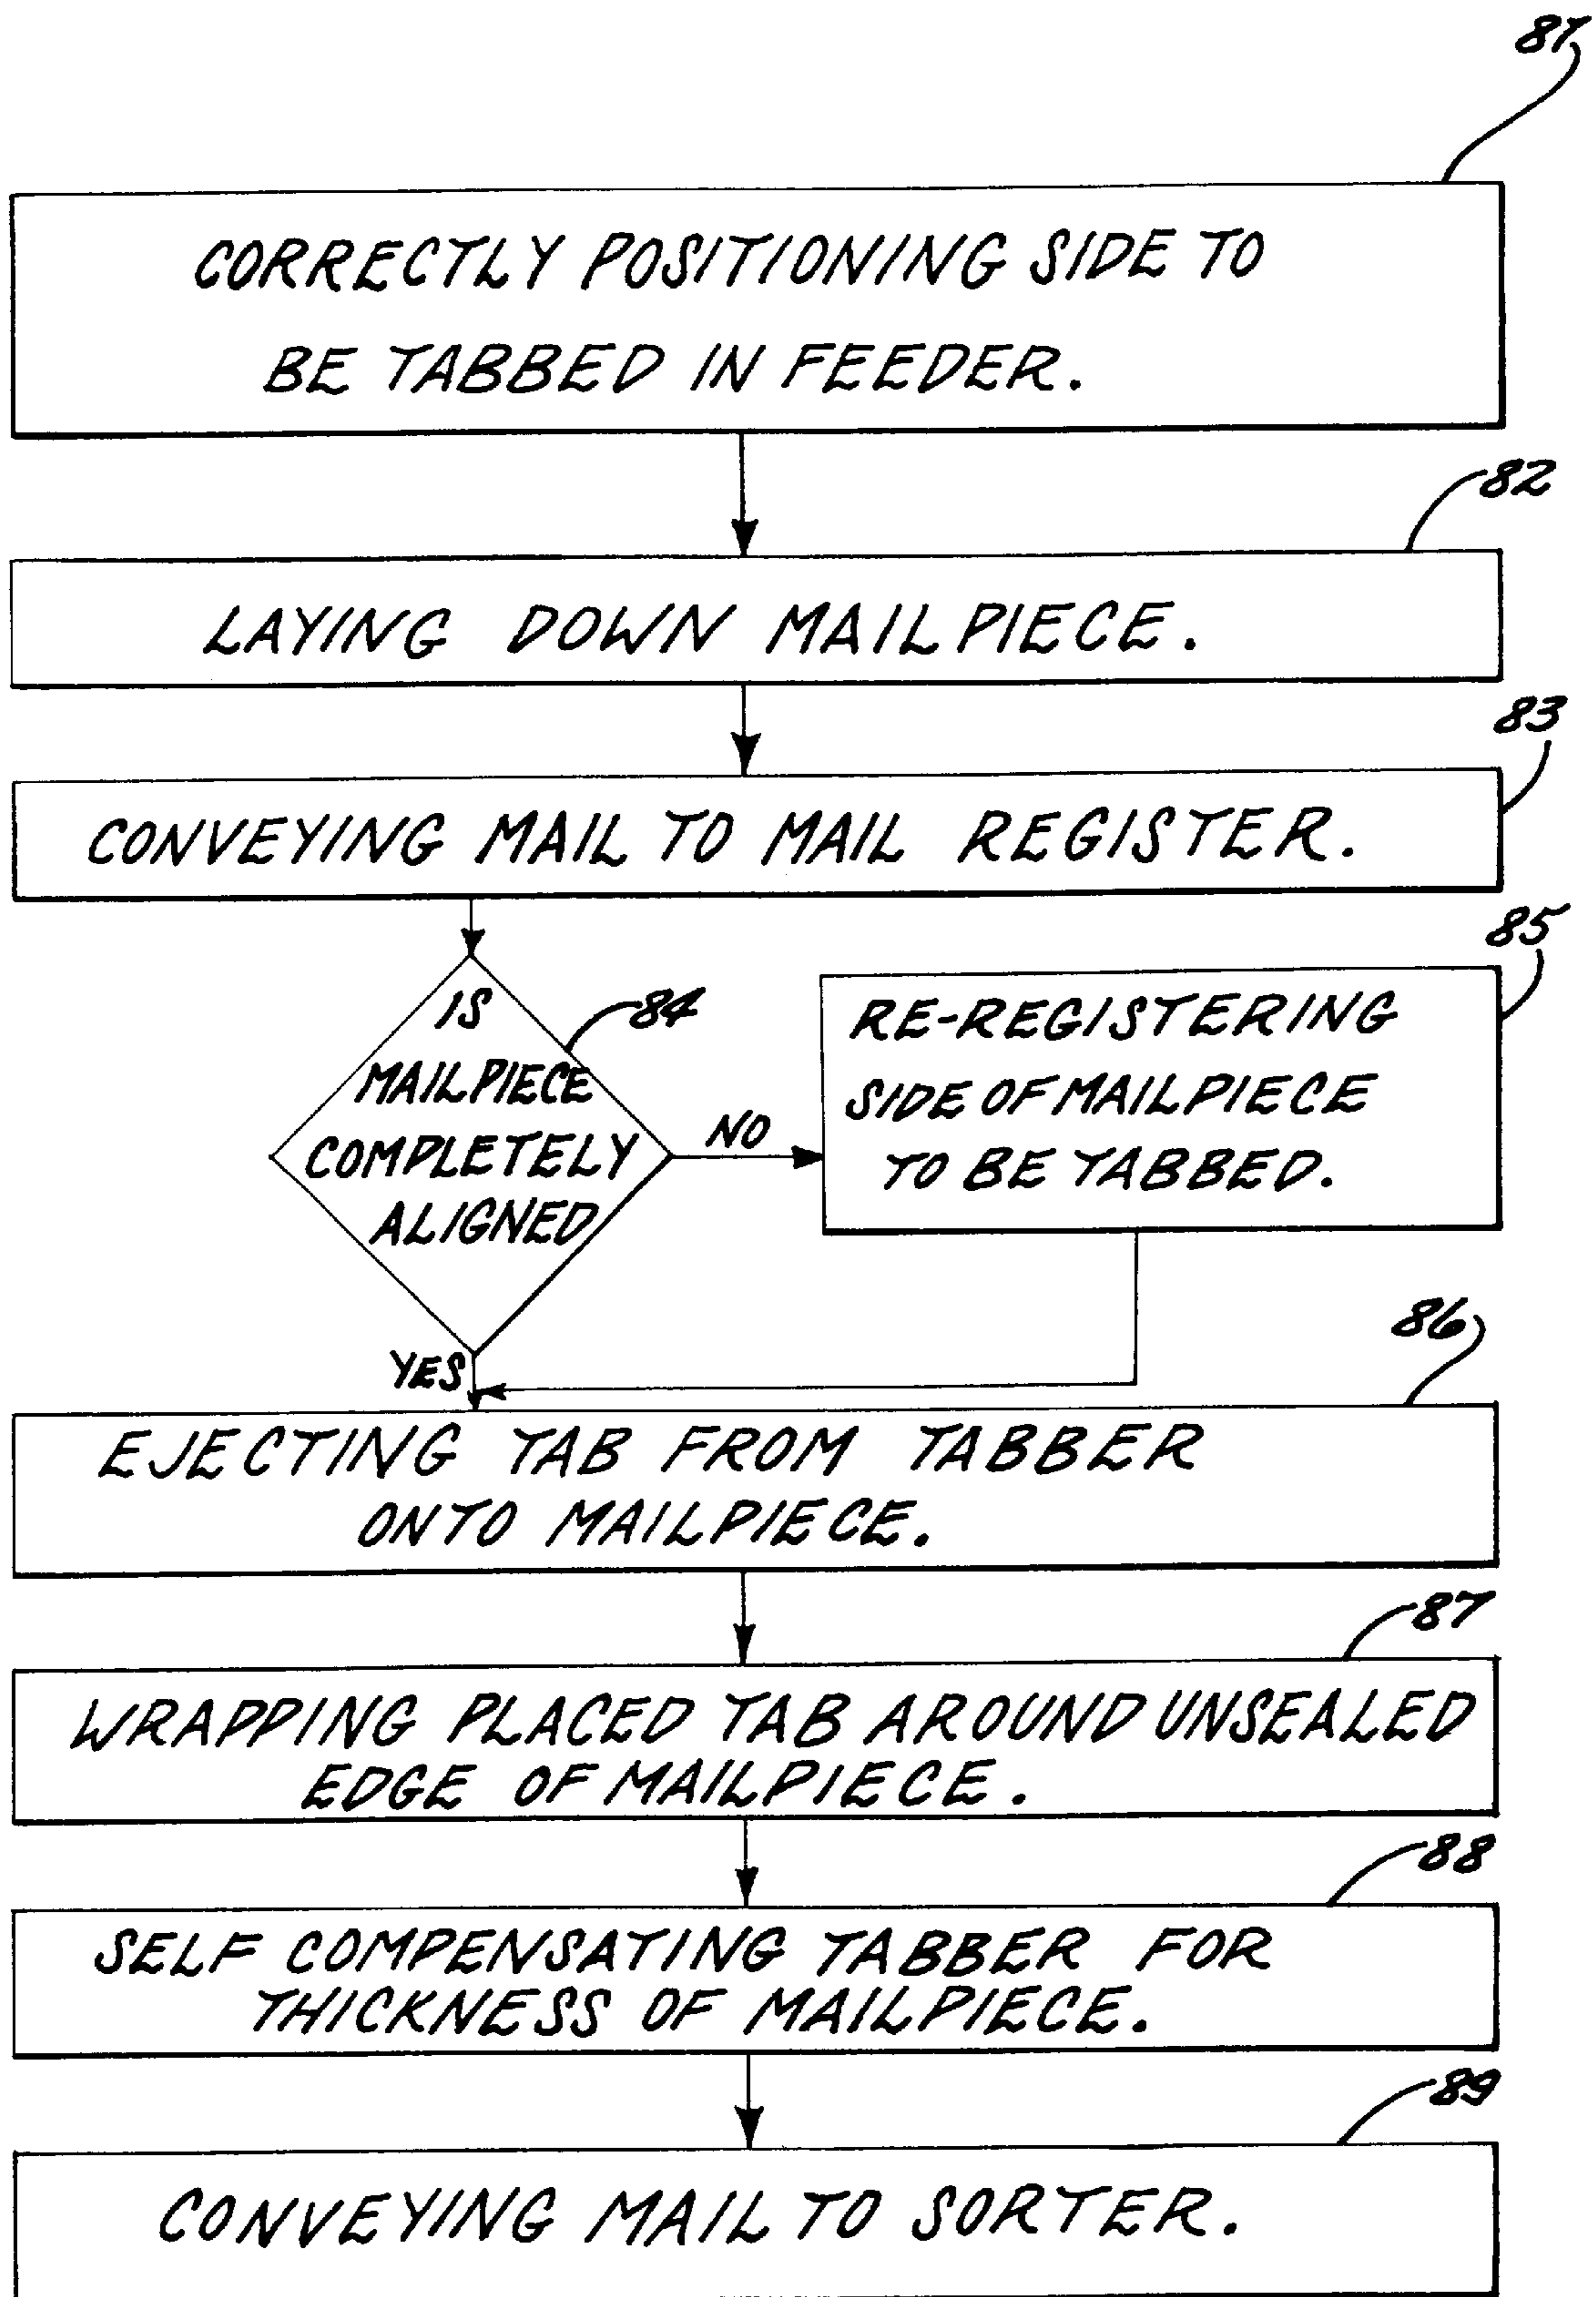 81
CORRECTLY POSITIONING SIDE TO
BE TABBED IN FEEDER.
82
LAYING DOWN MAILPIECE.
83
CONVEYING MAIL TO MAIL REGISTER.
84
IS
MAILPIECE
COMPLETELY
ALIGNED
NO
85
RE-REGISTERING
SIDE OF MAILPIECE
TO BE TABBED.
YES
86
EJECTING TAB FROM TABBER
ONTO MAILPIECE.
87
WRAPPING PLACED TAB AROUND UNSEALED
EDGE OF MAILPIECE.
88
SELF COMPENSATING TABBER FOR
THICKNESS OF MAILPIECE.
89
CONVEYING MAIL TO SORTER.